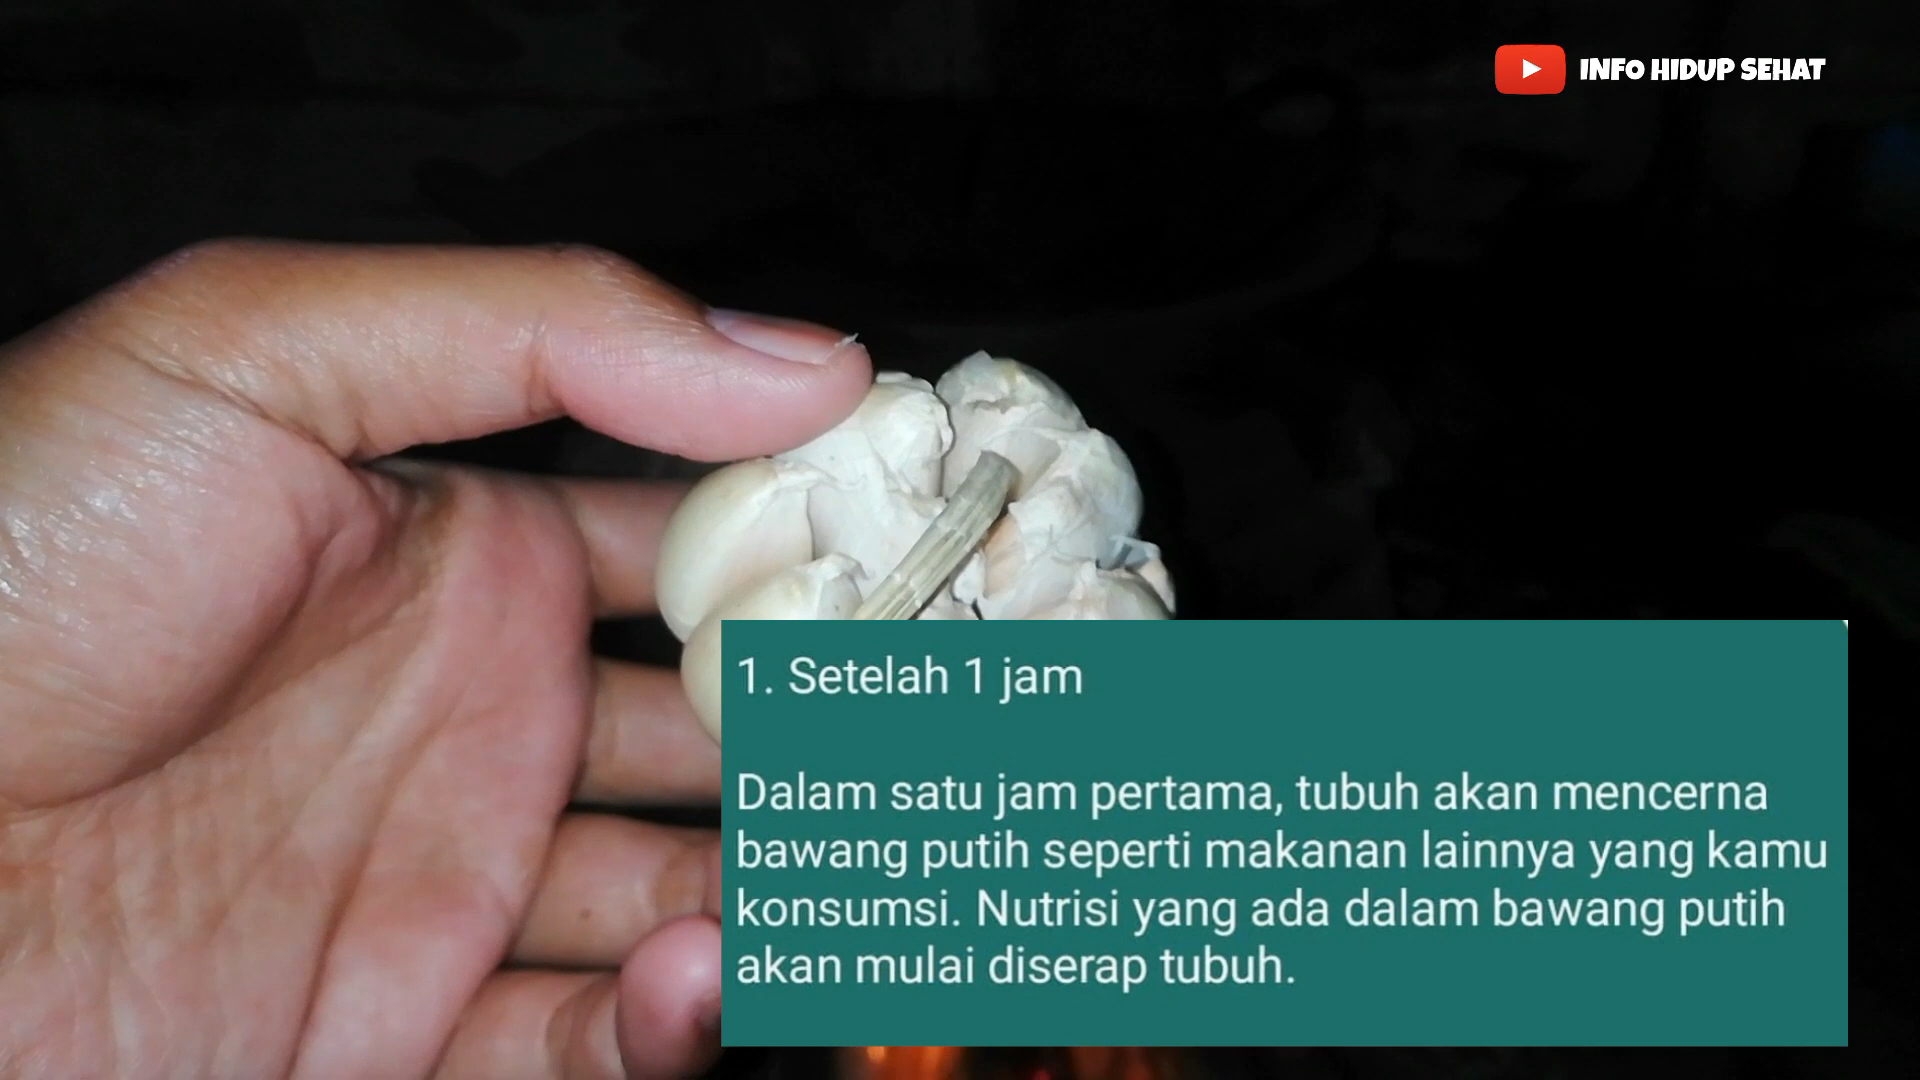 INFO HIDUP SEHAT
1. Setelah 1 jam
Dalam satu jam pertama, tubuh akan mencerna
bawang putih seperti makanan lainnya yang kamu
konsumsi. Nutrisi yang ada dalam bawang putih
akan mulai diserap tubuh.